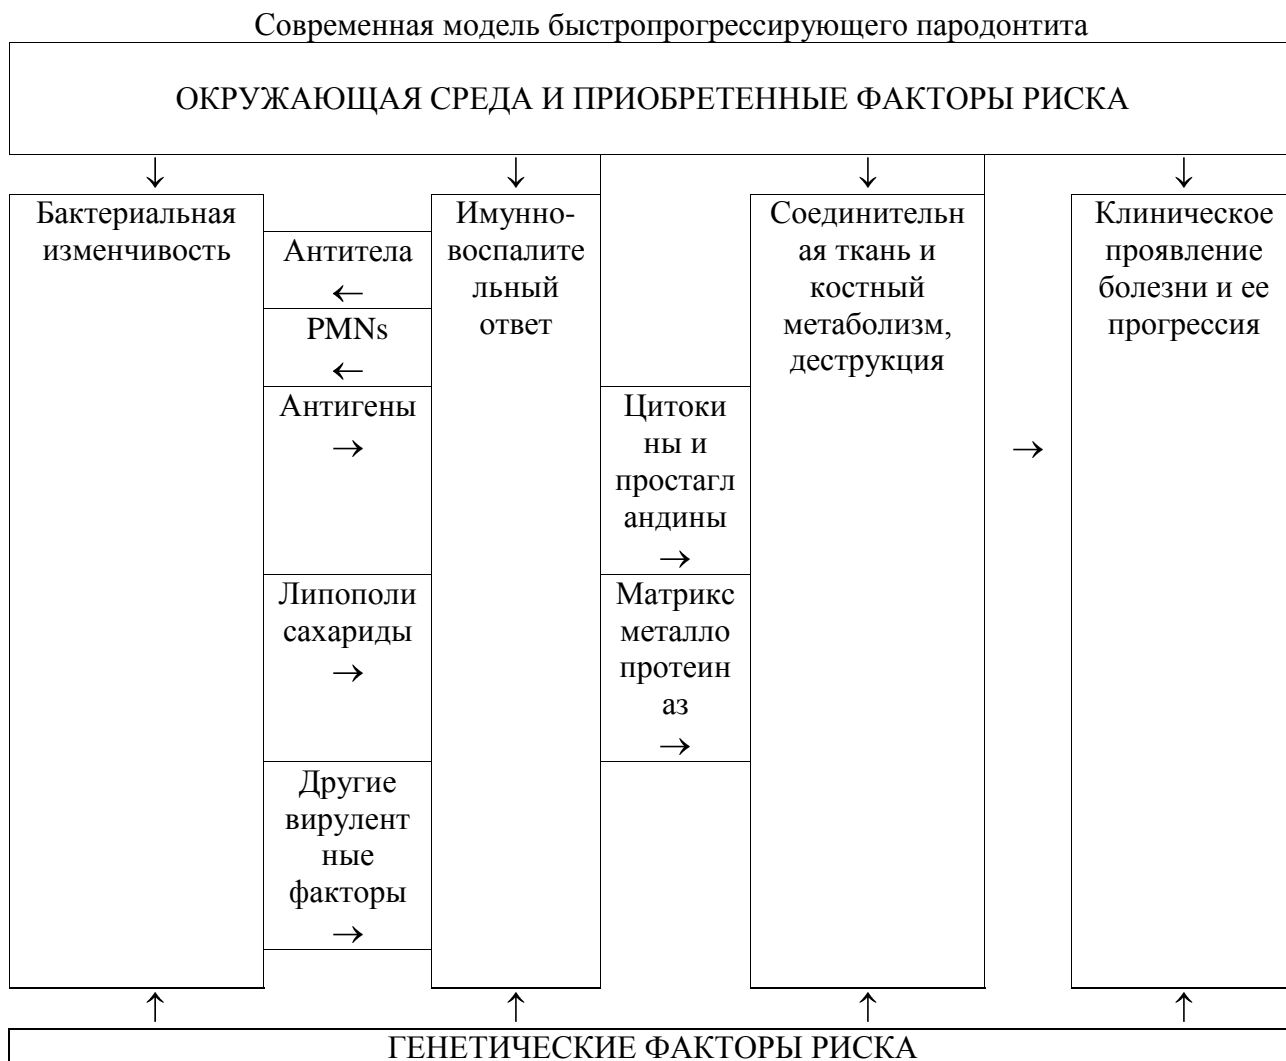 Современная модель быстропрогрессирующего пародонтита
ОКРУЖАЮЩАЯ СРЕДА И ПРИОБРЕТЕННЫЕ ФАКТОРЫ РИСКА
↓ ↓ ↓ ↓
Бактериальная
изменчивость
Антитела
←
PMNs
←
Антигены
→
Липополи
сахариды
→
Другие
вирулент
ные
факторы
→
Имунно-
воспалите
льный
ответ
Цитоки
ны и
простагл
андины
→
Матрикс
металло
протеин
аз
→
Соединительн
ая ткань и
костный
метаболизм,
деструкция
→
Клиническое
проявление
болезни и ее
прогрессия
↑ ↑ ↑ ↑
ГЕНЕТИЧЕСКИЕ ФАКТОРЫ РИСКА